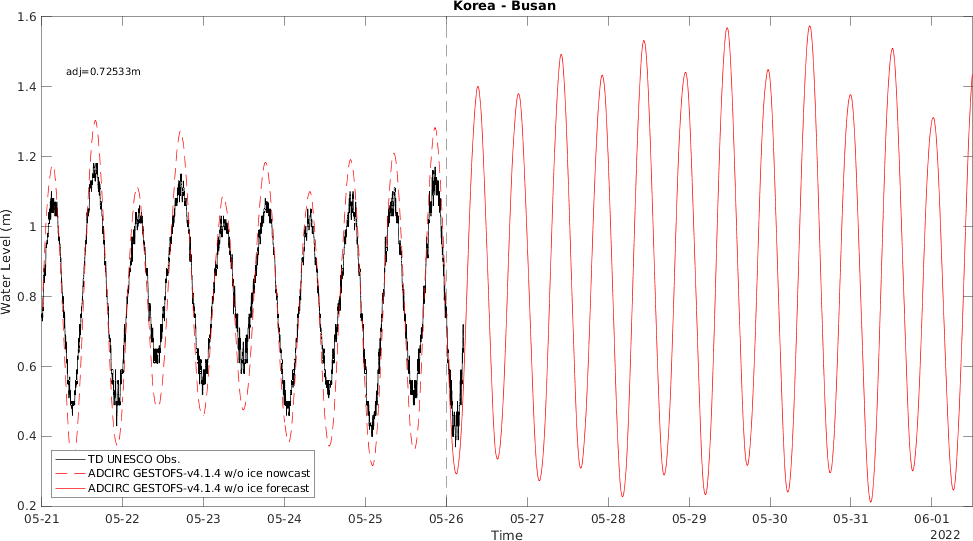 Korea - Busan
1.6
1.4
1.2
1
0.8
0.6
0.4
0.2
Water Level (m)
adj=0.72533m
TD UNESCO Obs.
ADCIRC GESTOFS-v4.1.4 w/o ice nowcast
ADCIRC GESTOFS-v4.1.4 w/o ice forecast
05-21 05-22 05-23 05-24 05-25 05-26 05-27 05-28 05-29 05-30 05-31 06-01
Time
2022